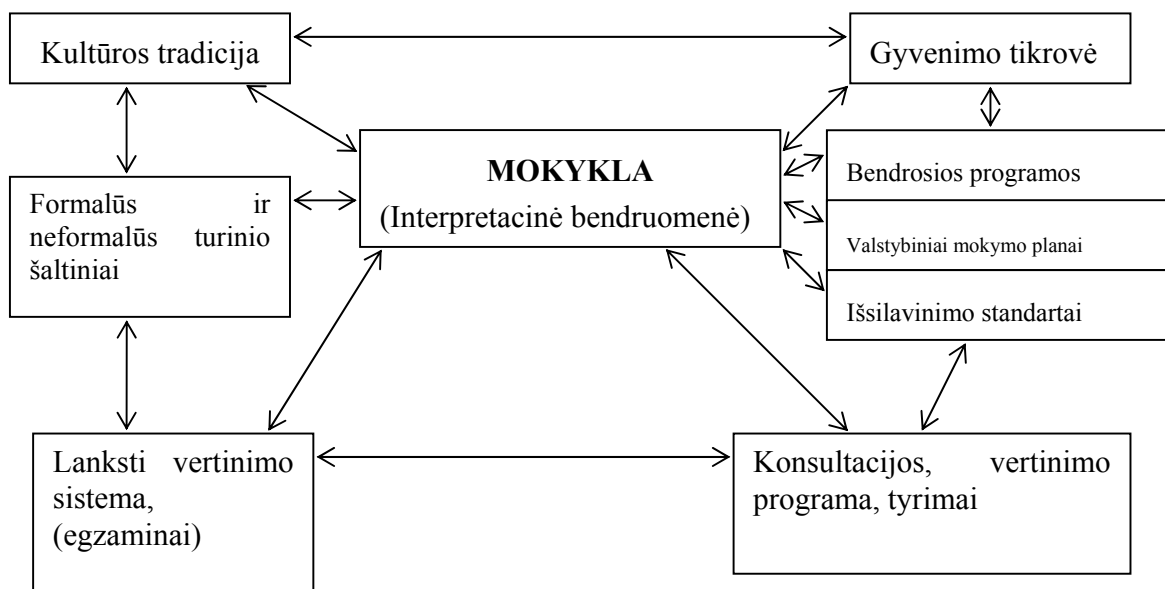 Kultūros tradicija
Gyvenimo tikrovė
MOKYKLA
(Interpretacinė bendruomenė)
Formalūs ir
neformalūs turinio
šaltiniai
Bendrosios programos
Valstybiniai mokymo planai
Išsilavinimo standartai
Lanksti vertinimo
sistema,
(egzaminai)
Konsultacijos, vertinimo
programa, tyrimai